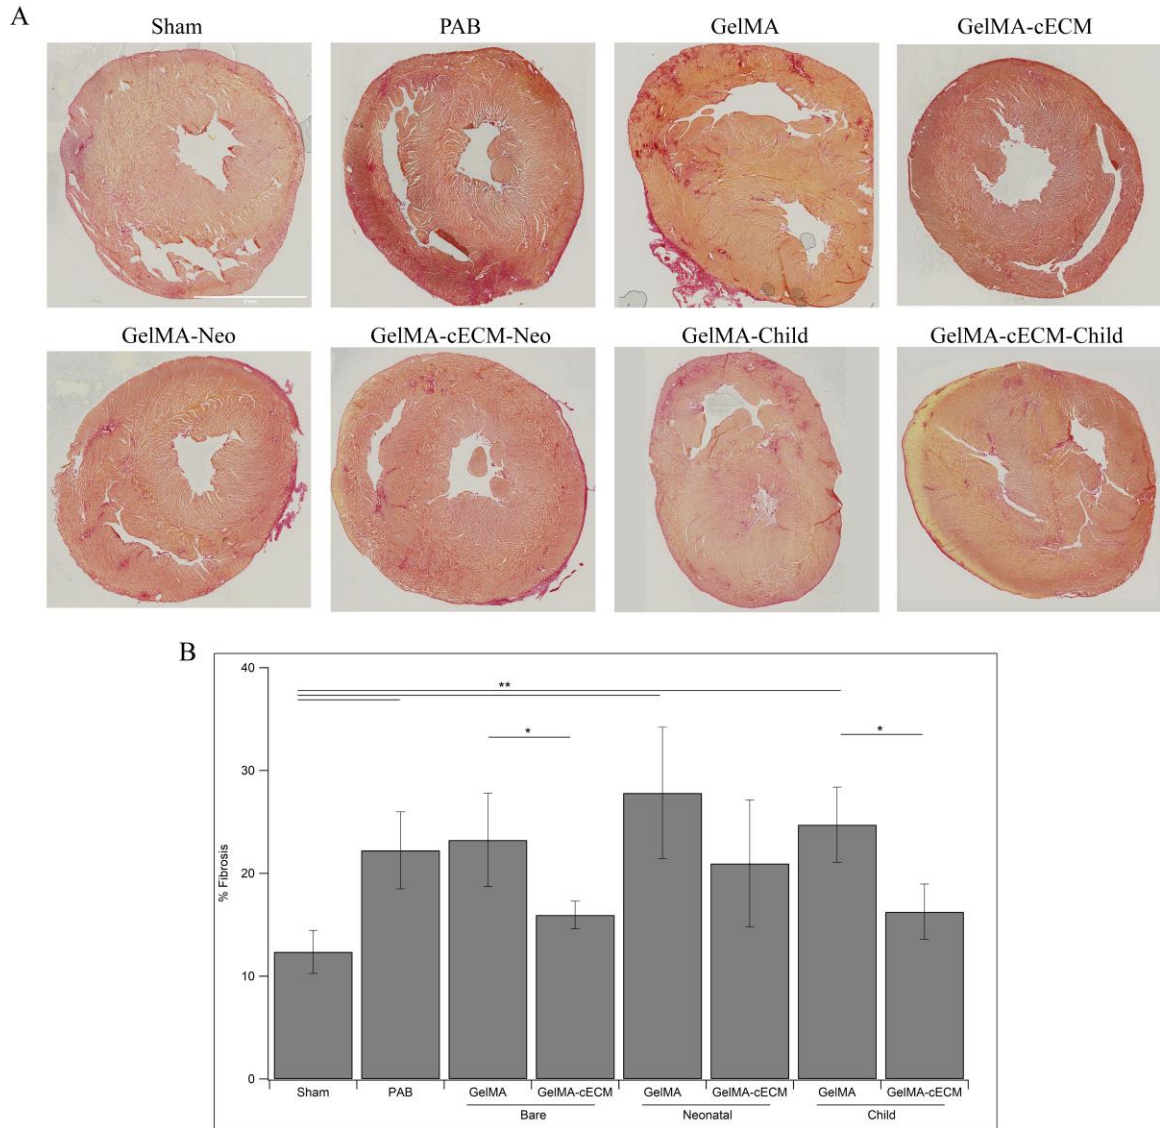 A
Sham PAB GelMA GelMA-cECM
GelMA-Neo GelMA-cECM-Neo GelMA-Child GelMA-cECM-Child
B
40
30
20
10
0
% Fibrosis
**
*
*
Sham PAB GelMA GelMA-cECM GelMA GelMA-cECM GelMA GelMA-cECM
Bare Neonatal Child